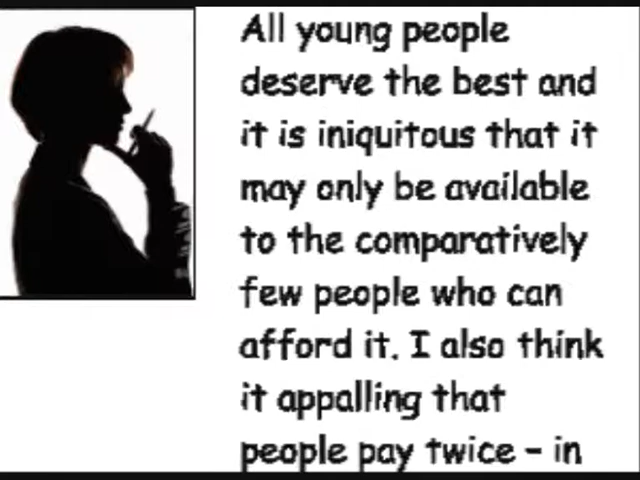 All young people
deserve the best and
it is iniquitous that it
may only be available
to the comparatively
few people who can
afford it. I also think
it appalling that
people pay twice – in